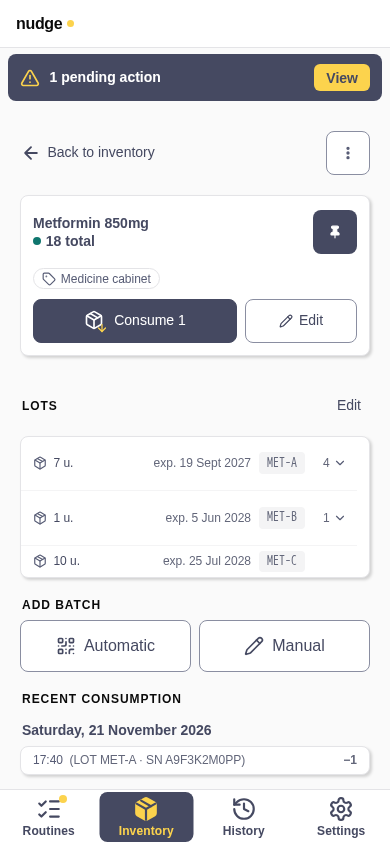 nudge
1 pending action
View
Back to inventory
Metformin 850mg
18 total
Medicine cabinet
Consume 1
Edit
LOTS
Edit
7 u. exp. 19 Sept 2027 MET-A 4
1 u. exp. 5 Jun 2028 MET-B 1
10 u. exp. 25 Jul 2028 MET-C
ADD BATCH
Automatic
Manual
RECENT CONSUMPTION
Saturday, 21 November 2026
17:40 (LOT MET-A · SN A9F3K2M0PP) −1
Routines
Inventory
History
Settings